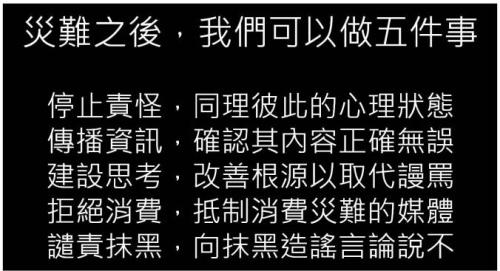 災難之後，我們可以做五件事
停止責怪，同理彼此的心理狀態
傳播資訊，確認其內容正確無誤
建設思考，改善根源以取代謾罵
拒絕消費，抵制消費災難的媒體
譴責抹黑，向抹黑造謠言論說不